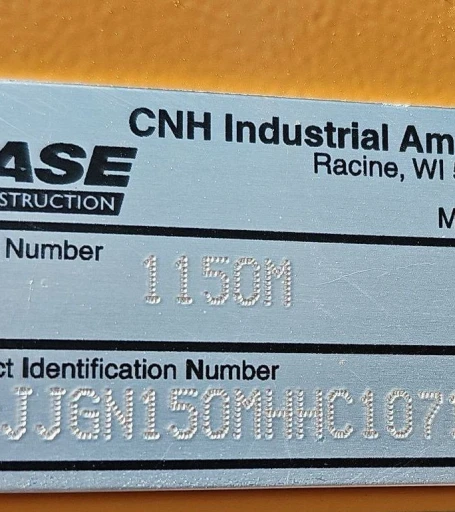 CNH Industrial Am
Racine, WI
ASE
STRUCTION
M
Number
1150M
ct Identification Number
JJGN150MHHC107